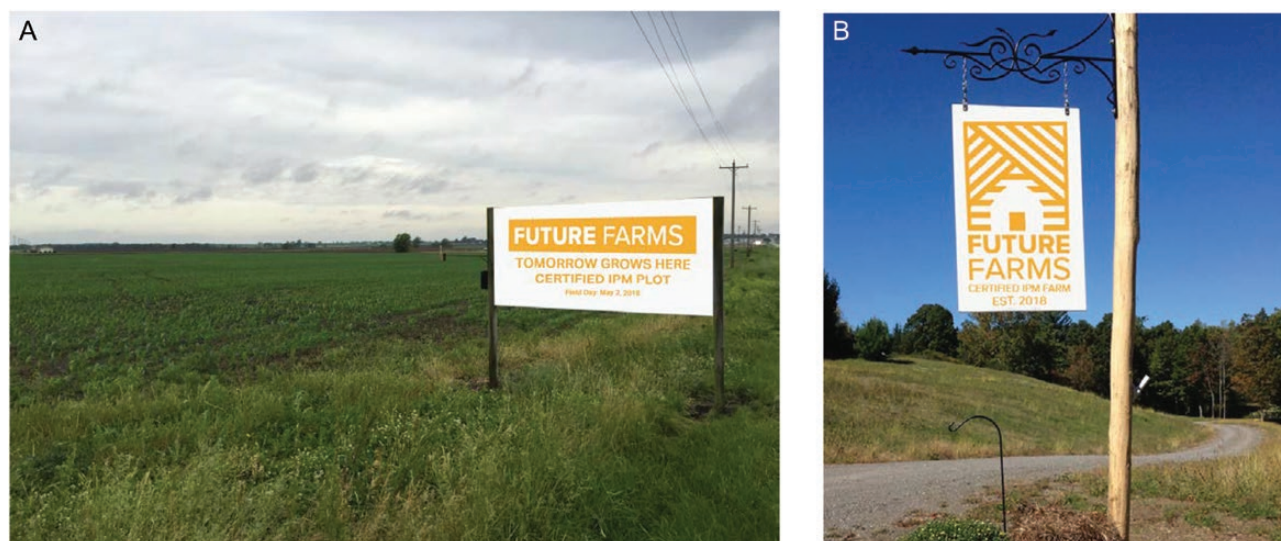 A
FUTURE FARMS
TOMORROW GROWS HERE
CERTIFIED IPM PLOT
Field Day: May 2, 2018
B
FUTURE
FARMS
CERTIFIED IPM FARM
EST. 2018